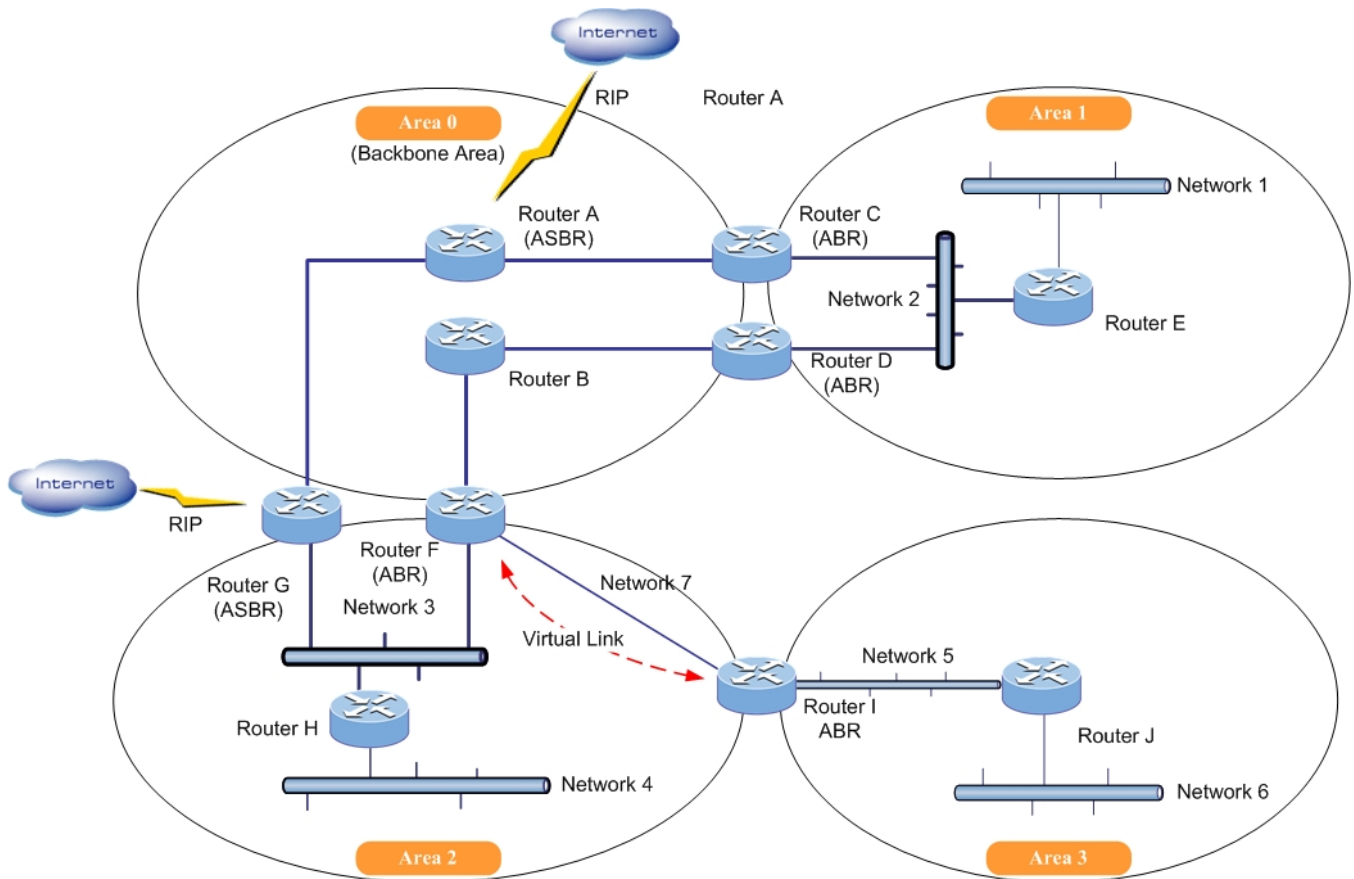 Internet
RIP
Router A
Area 0
(Backbone Area)
Area 1
Network 1
Router A
(ASBR)
Router C
(ABR)
Network 2
Router E
Router B
Router D
(ABR)
Internet
RIP
Router G
(ASBR)
Router F
(ABR)
Network 3
Network 7
Virtual Link
Network 5
Router I
ABR
Router J
Router H
Network 4
Network 6
Area 2
Area 3